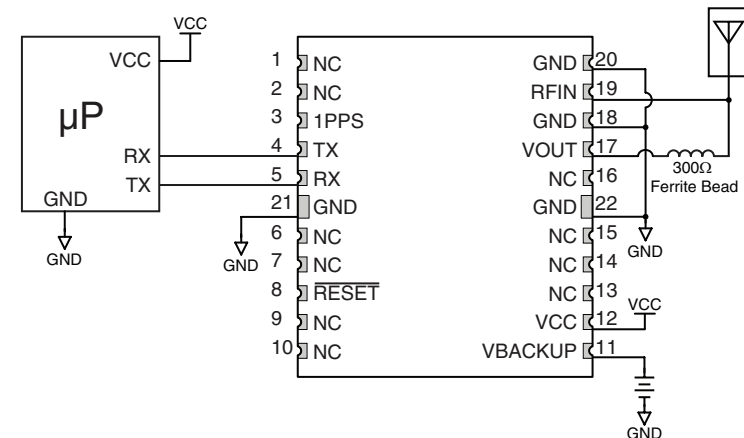 VCC
VCC
µP
RX
TX
GND
GND
1 NC
2 NC
3 1PPS
4 TX
5 RX
21 GND
GND
6 NC
7 NC
8 RESET
9 NC
10 NC
GND 20
RFIN 19
GND 18
VOUT 17
NC 16
GND 22
NC 15
NC 14
NC 13
VCC 12
VBACKUP 11
300Ω
Ferrite Bead
GND
VCC
GND